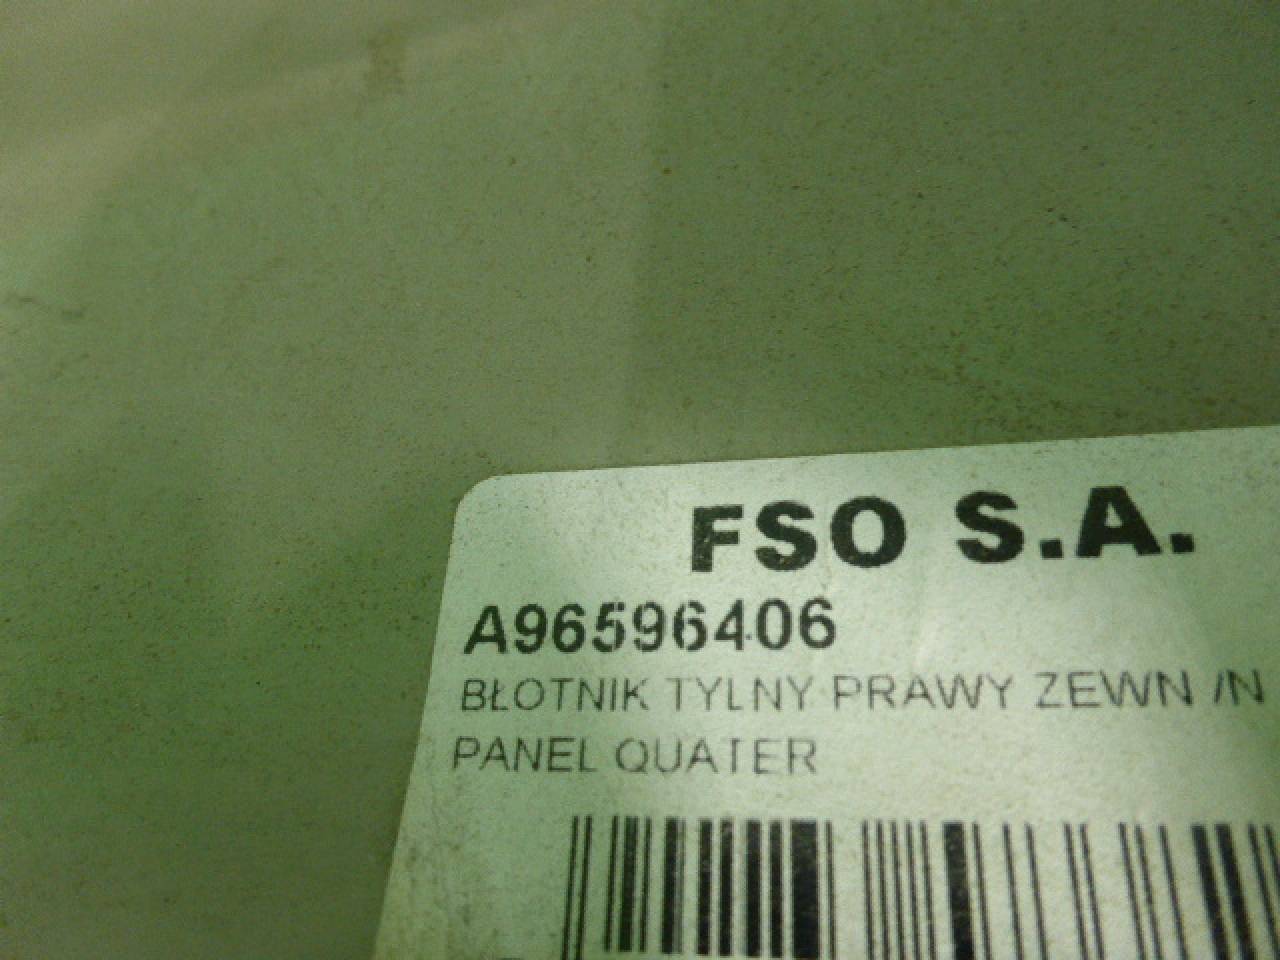 FSO S.A.
A96596406
BŁOTNIK TYLNY PRAWY ZEWN /N
PANEL QUATER